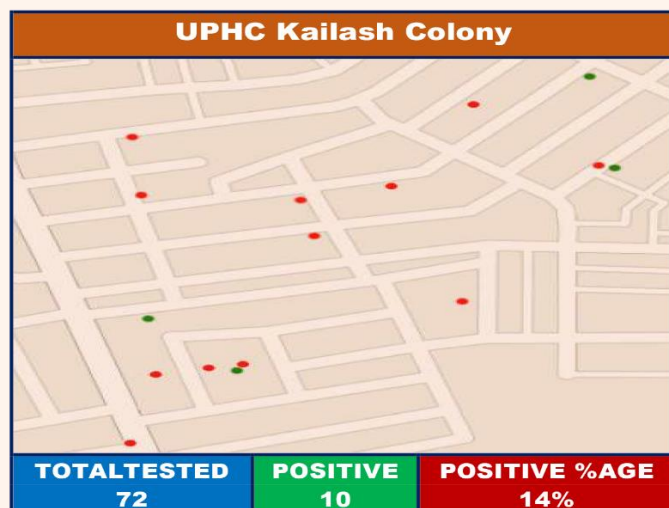 UPHC Kailash Colony
TOTALTESTED
72
POSITIVE
10
POSITIVE %AGE
14%